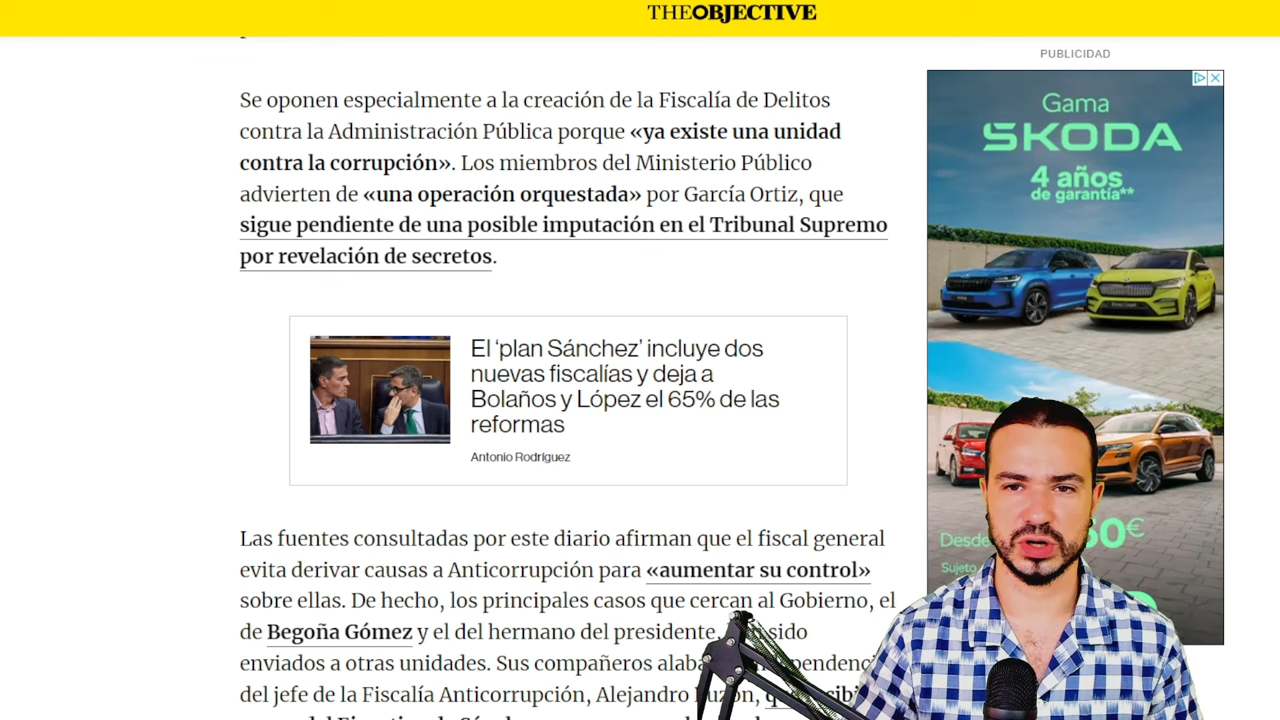 THEOBJECTIVE
PUBLICIDAD
Se oponen especialmente a la creación de la Fiscalía de Delitos
contra la Administración Pública porque «ya existe una unidad
contra la corrupción». Los miembros del Ministerio Público
advierten de «una operación orquestada» por García Ortiz, que
sigue pendiente de una posible imputación en el Tribunal Supremo
por revelación de secretos.
El ‘plan Sánchez’ incluye dos
nuevas fiscalías y deja a
Bolaños y López el 65% de las
reformas
Antonio Rodríguez
Las fuentes consultadas por este diario afirman que el fiscal general
evita derivar causas a Anticorrupción para «aumentar su control»
sobre ellas. De hecho, los principales casos que cercan al Gobierno, el
de Begoña Gómez y el del hermano del presidente, sido
enviados a otras unidades. Sus compañeros
del jefe de la Fiscalía Anticorrupción, Alejandro
Gama
SKODA
4 años
de garantía**
Desde
Sujeto